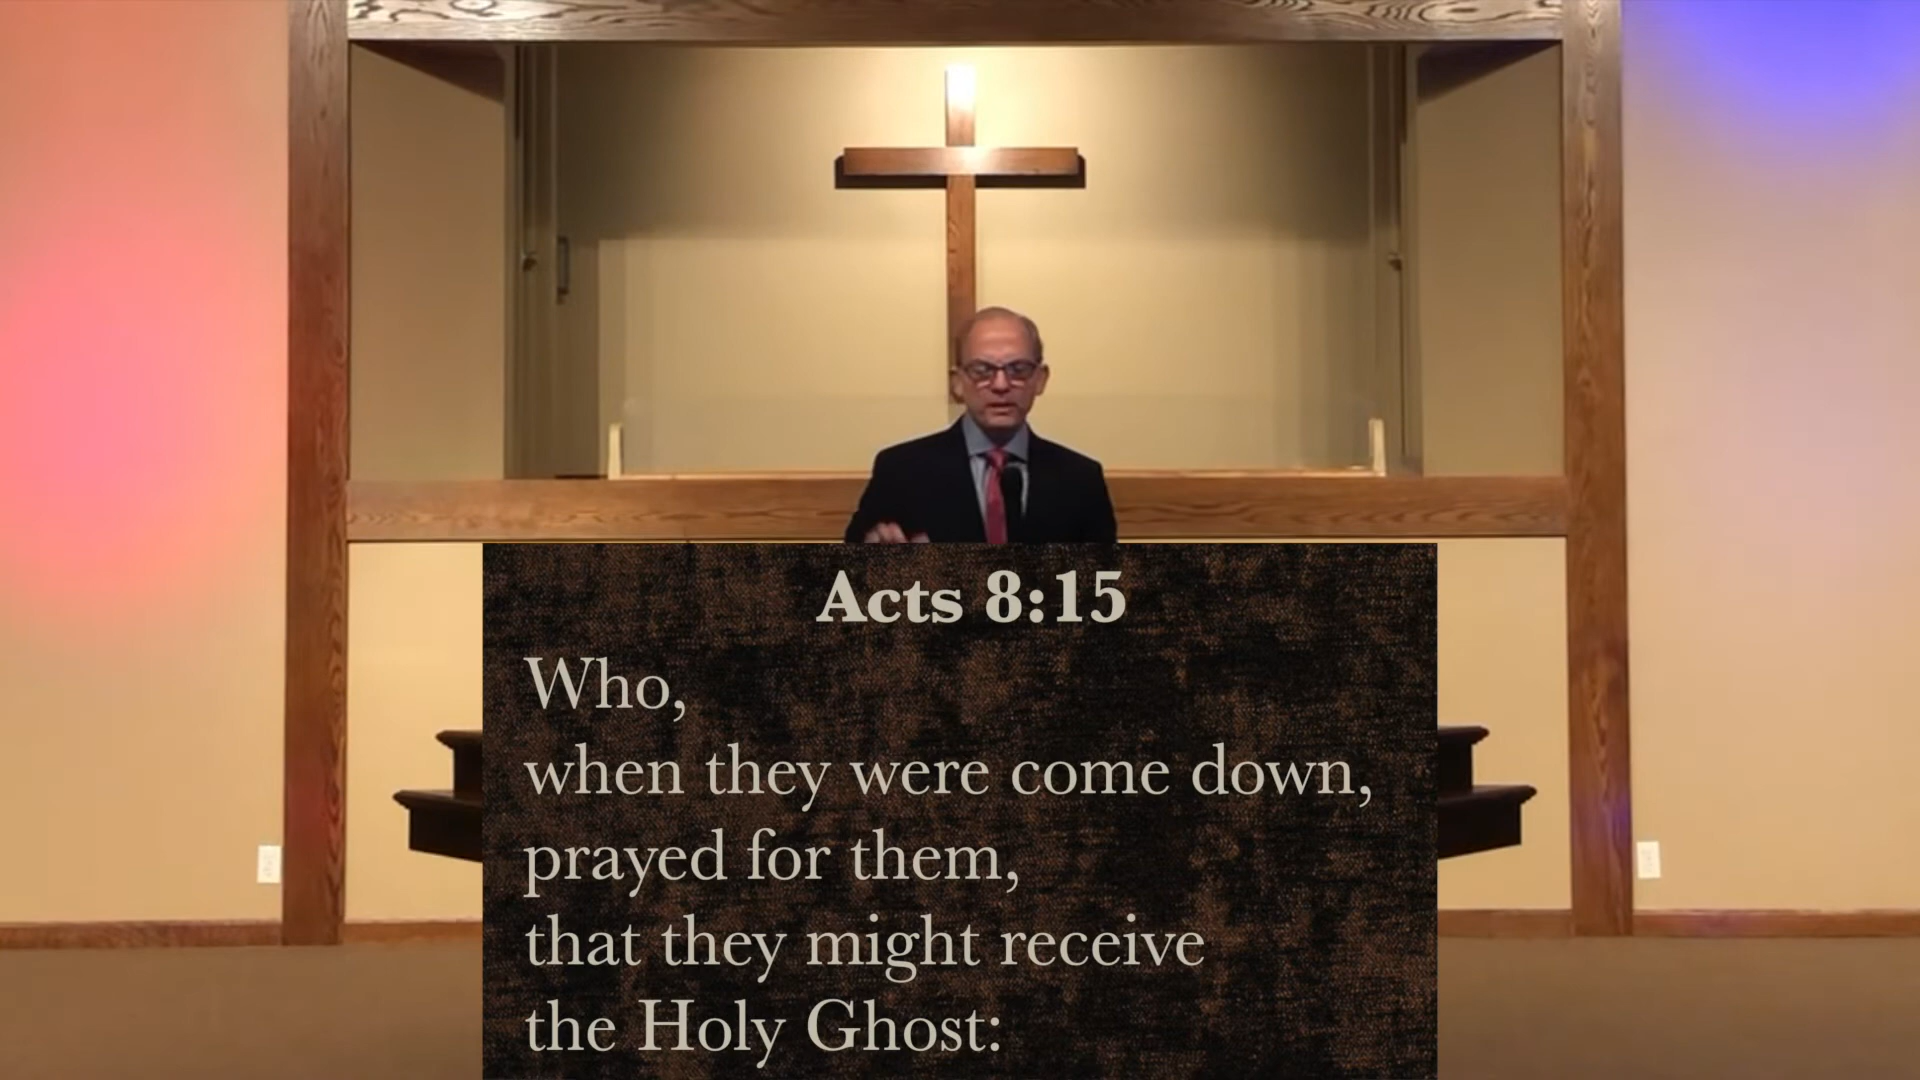 Acts 8:15
Who,
when they were come down,
prayed for them,
that they might receive
the Holy Ghost: